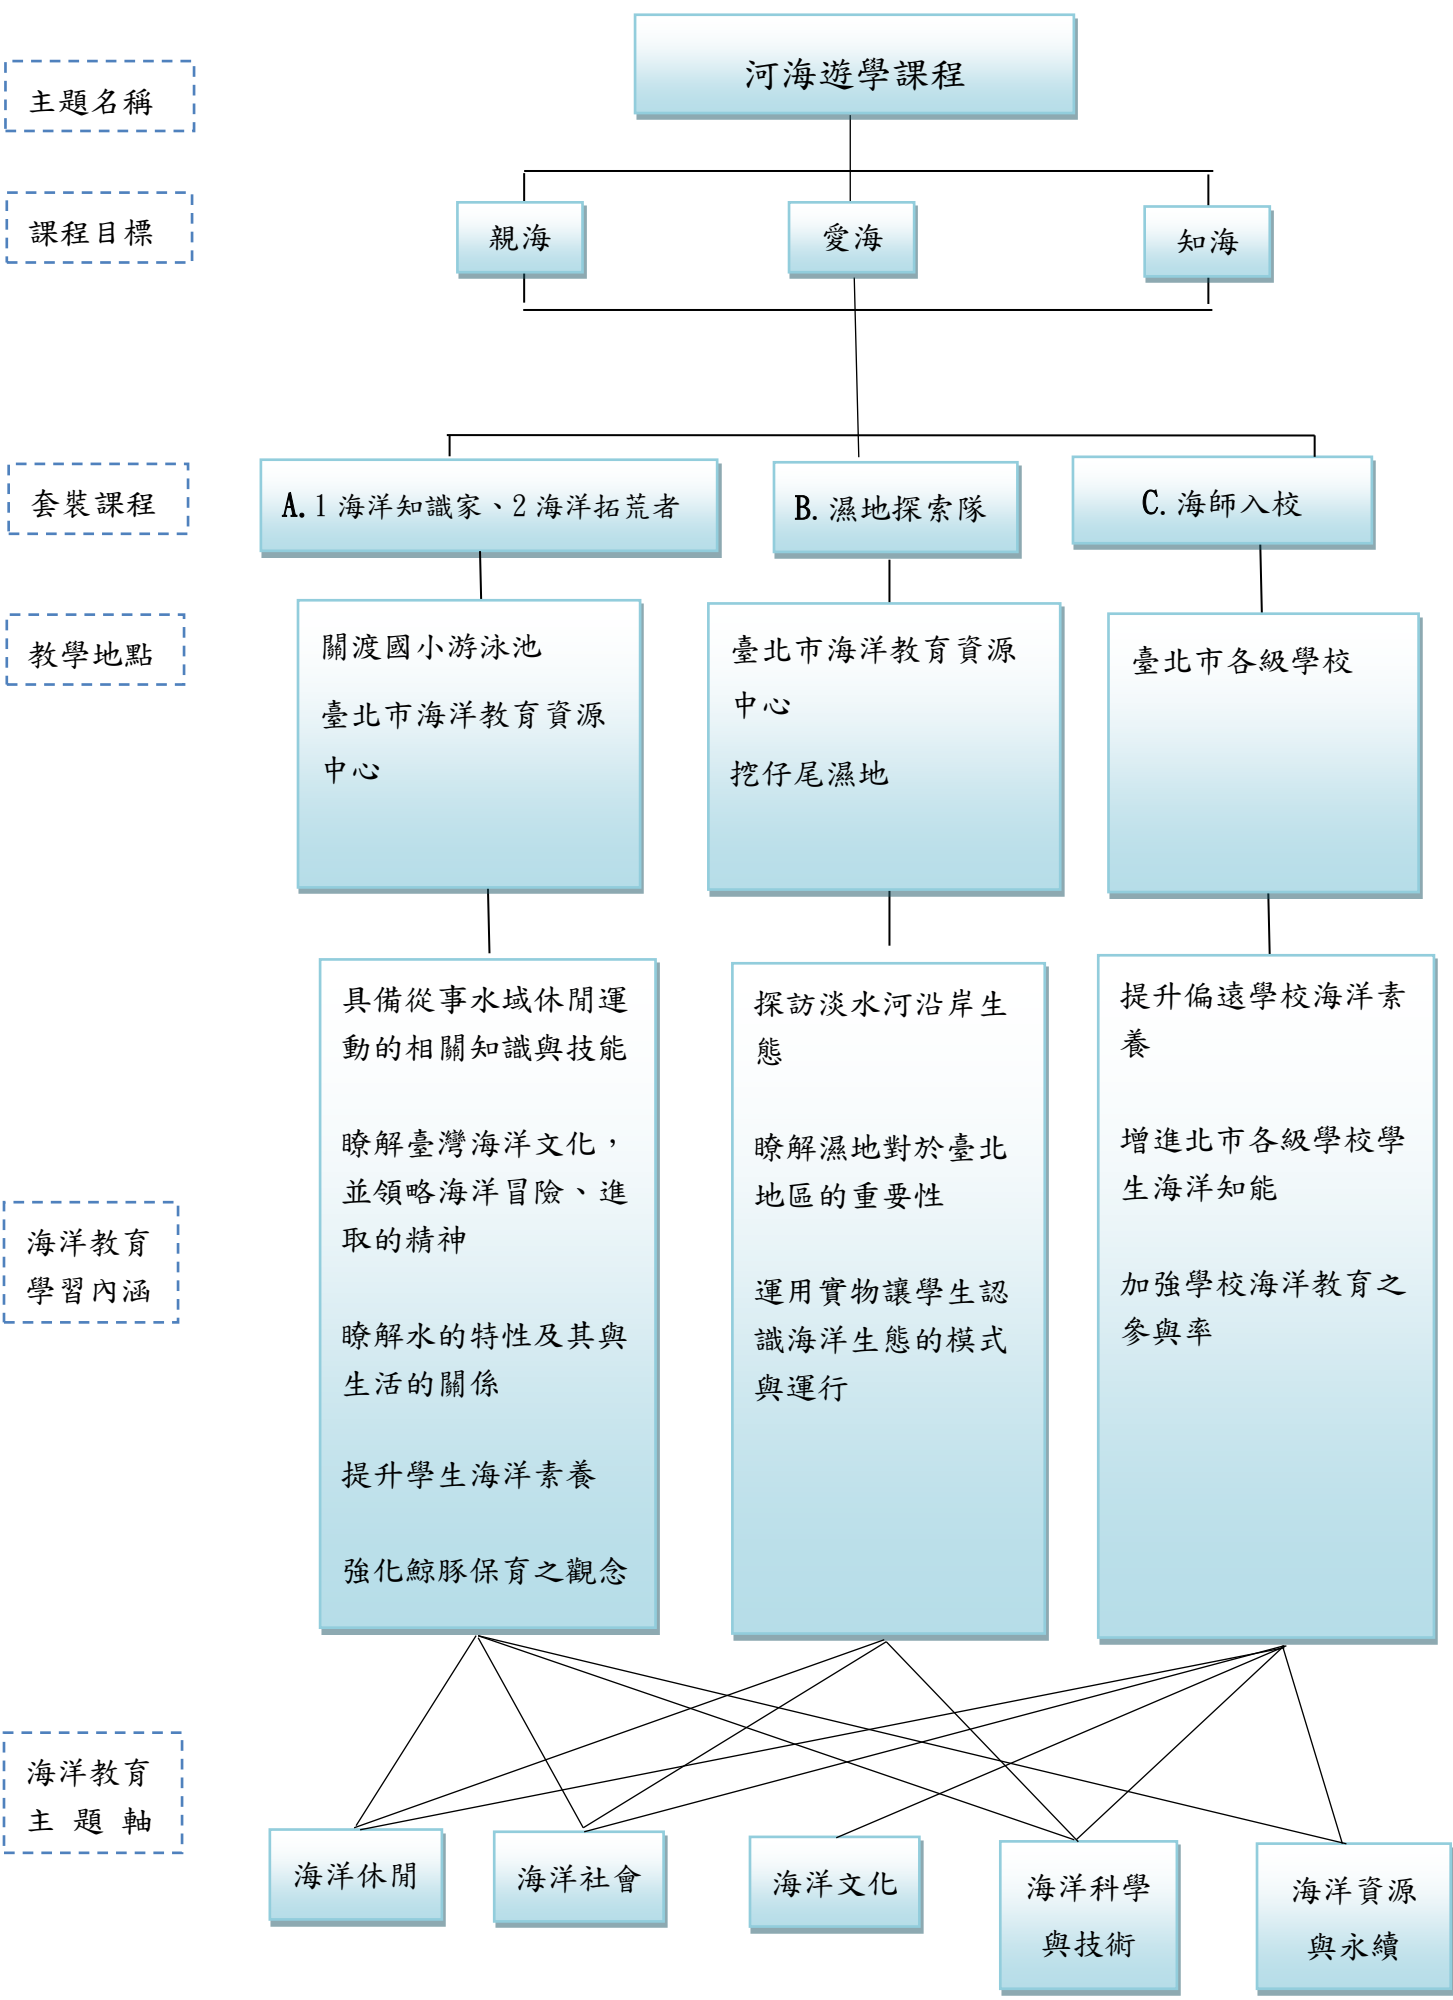 河海遊學課程
主題名稱
課程目標
親海
愛海
知海
套裝課程
A.1海洋知識家、2海洋拓荒者
B.濕地探索隊
C.海師入校
教學地點
關渡國小游泳池
臺北市海洋教育資源
中心
臺北市海洋教育資源
中心
挖仔尾濕地
臺北市各級學校
海洋教育
學習內涵
具備從事水域休閒運
動的相關知識與技能
瞭解臺灣海洋文化，
並領略海洋冒險、進
取的精神
瞭解水的特性及其與
生活的關係
提升學生海洋素養
強化鯨豚保育之觀念
探訪淡水河沿岸生
態
瞭解濕地對於臺北
地區的重要性
運用實物讓學生認
識海洋生態的模式
與運行
提升偏遠學校海洋素
養
增進北市各級學校學
生海洋知能
加強學校海洋教育之
參與率
海洋教育
主 題 軸
海洋休閒
海洋社會
海洋文化
海洋科學
與技術
海洋資源
與永續